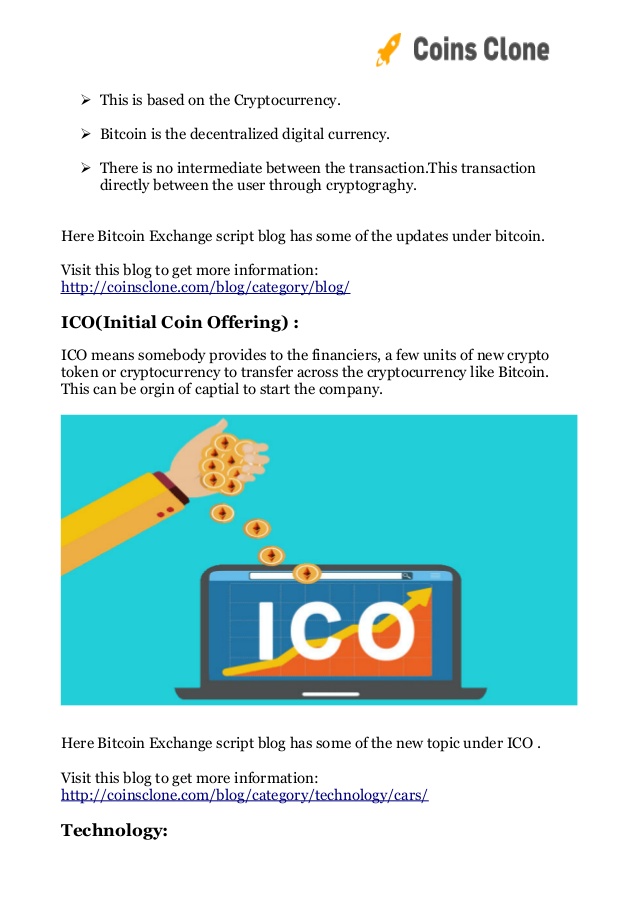 Coins Clone
➢ This is based on the Cryptocurrency.
➢ Bitcoin is the decentralized digital currency.
➢ There is no intermediate between the transaction.This transaction
directly between the user through cryptograghy.
Here Bitcoin Exchange script blog has some of the updates under bitcoin.
Visit this blog to get more information:
http://coinsclone.com/blog/category/blog/
ICO(Initial Coin Offering) :
ICO means somebody provides to the financiers, a few units of new crypto
token or cryptocurrency to transfer across the cryptocurrency like Bitcoin.
This can be orgin of captial to start the company.
ICO
Here Bitcoin Exchange script blog has some of the new topic under ICO .
Visit this blog to get more information:
http://coinsclone.com/blog/category/technology/cars/
Technology: